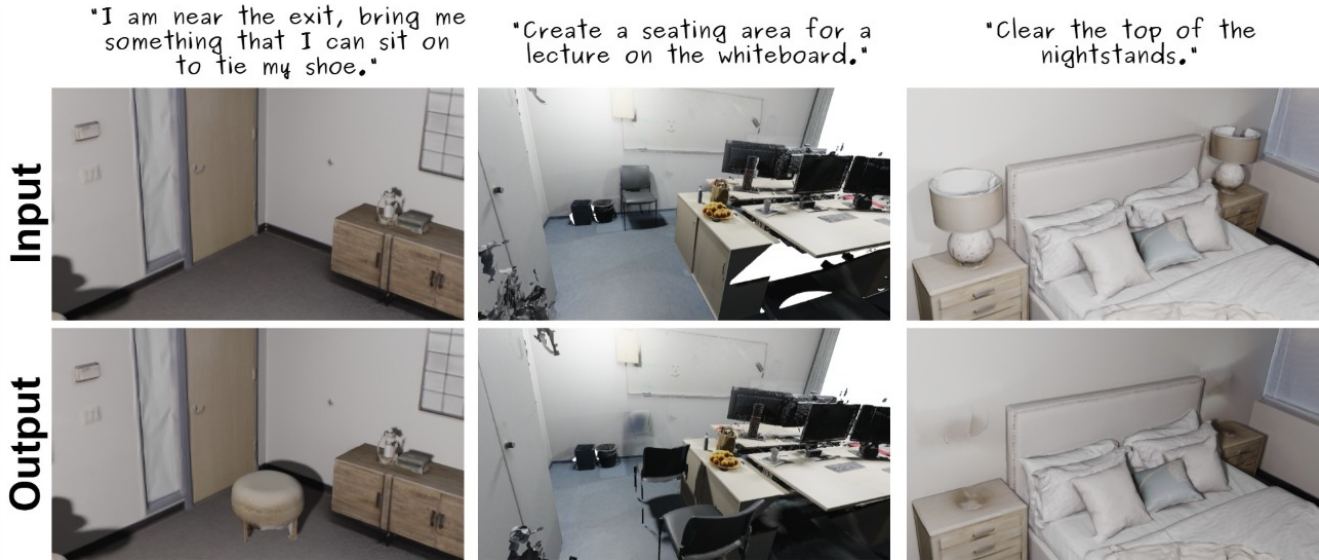 "I am near the exit, bring me
something that I can sit on
to tie my shoe."
"Create a seating area for a
lecture on the whiteboard."
"Clear the top of the
nightstands."
Input
Output